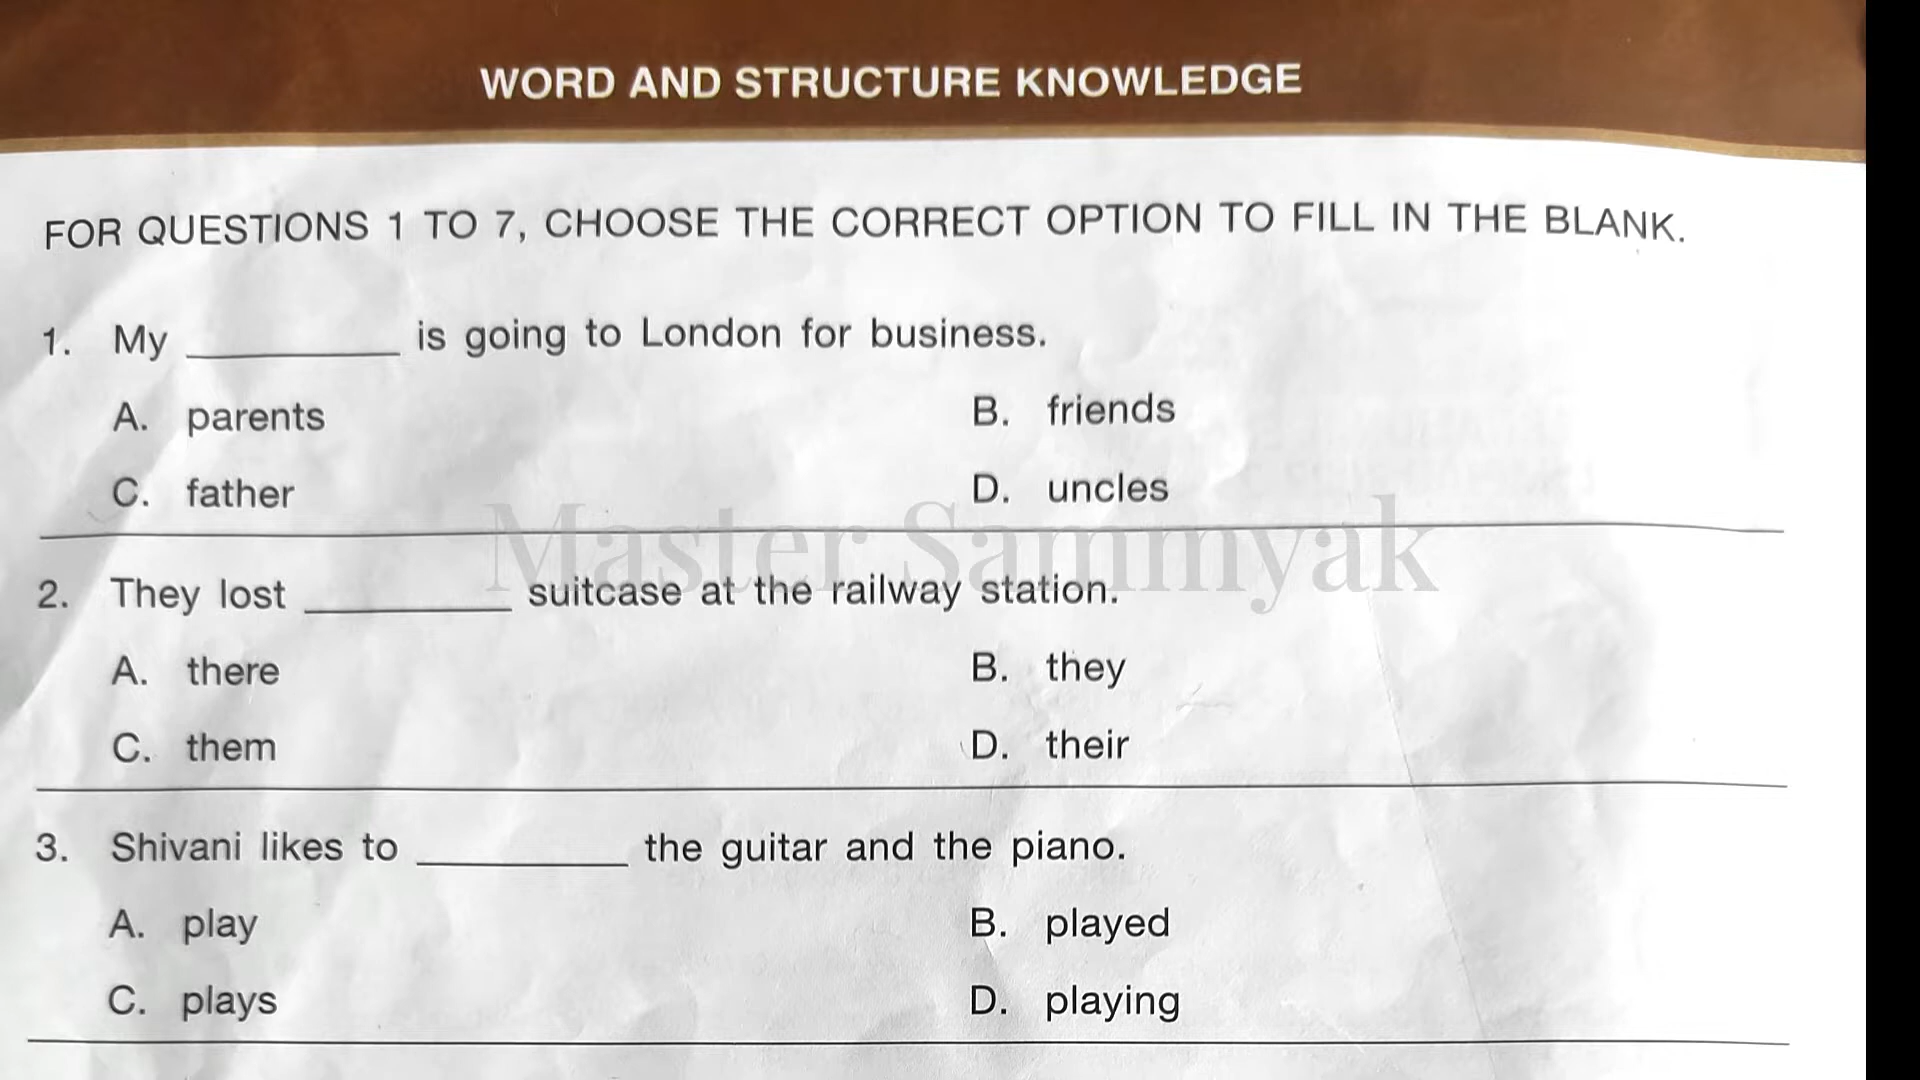 WORD AND STRUCTURE KNOWLEDGE
FOR QUESTIONS 1 TO 7, CHOOSE THE CORRECT OPTION TO FILL IN THE BLANK.
1. My __________ is going to London for business.
A. parents B. friends
C. father D. uncles
Master Sammyak
2. They lost __________ suitcase at the railway station.
A. there B. they
C. them D. their
3. Shivani likes to __________ the guitar and the piano.
A. play B. played
C. plays D. playing